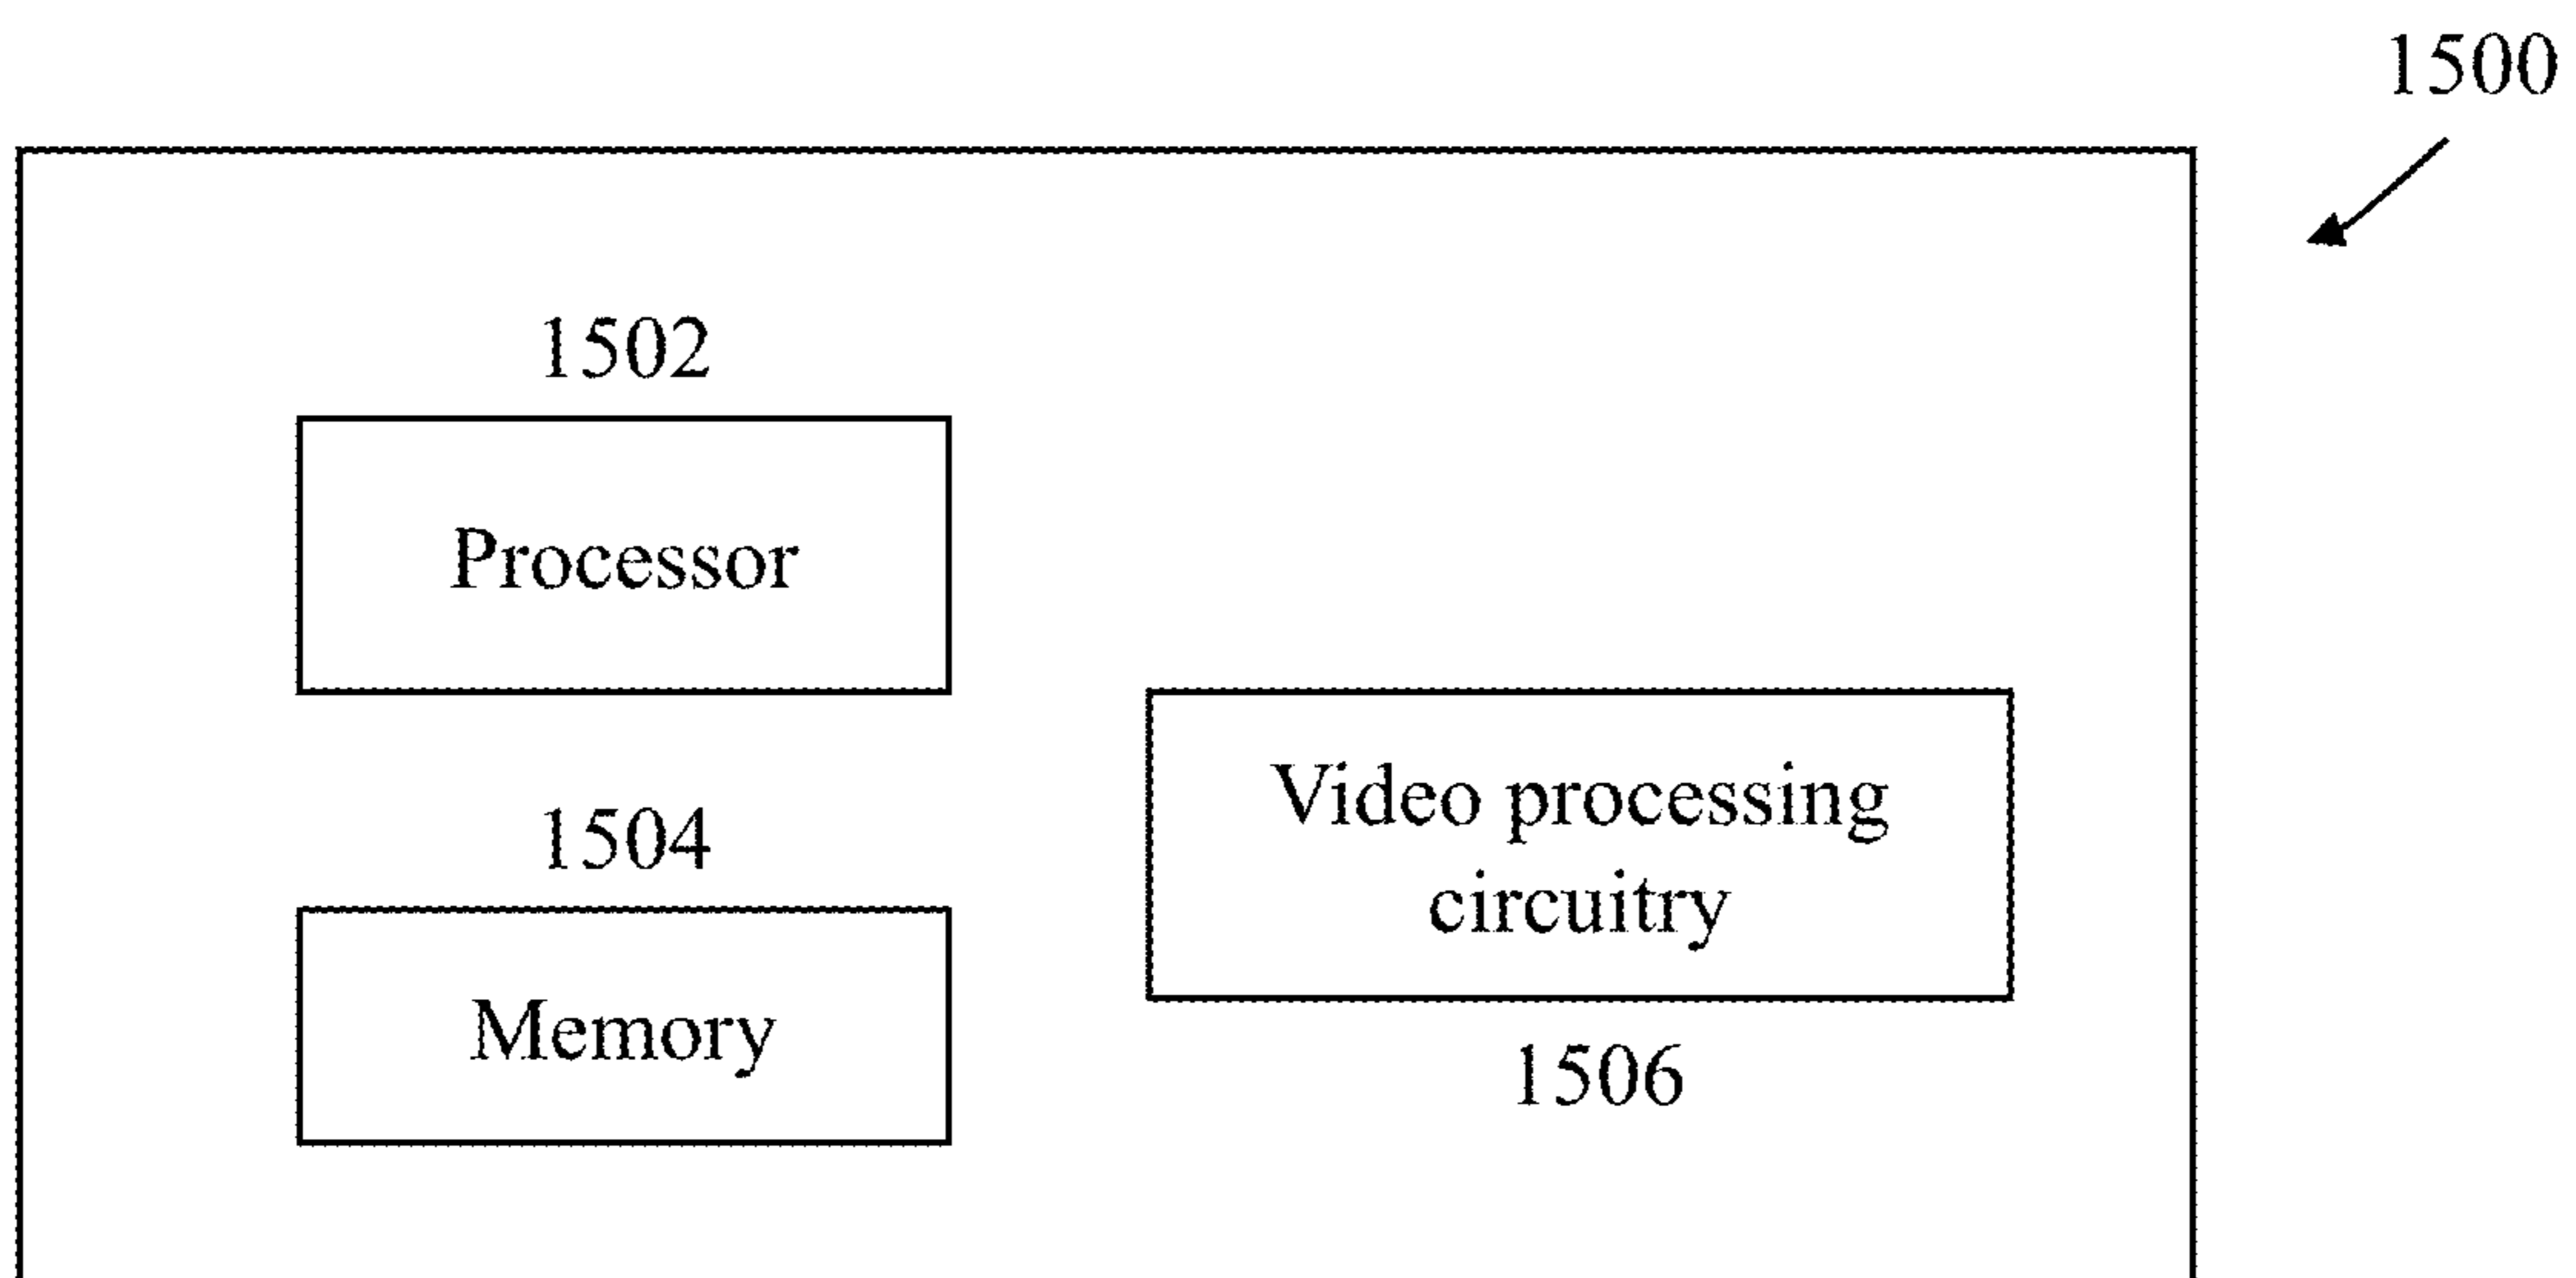 1500
1502
Processor
1504
Memory
Video processing
circuitry
1506